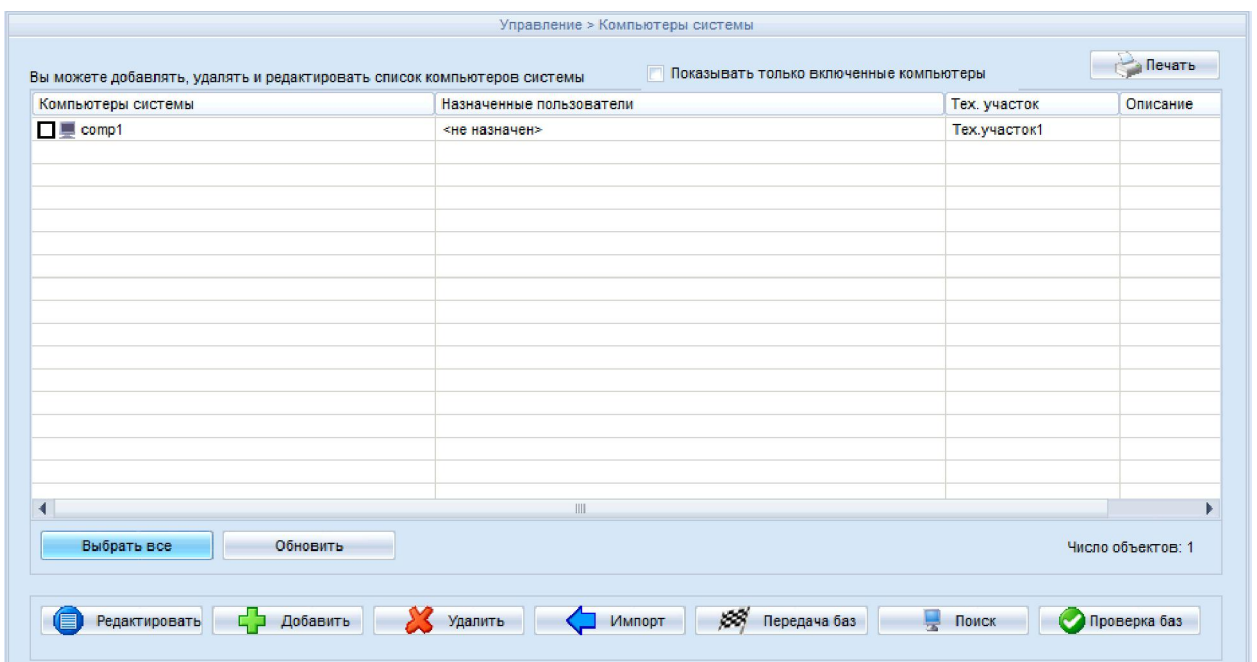 Управление > Компьютеры системы
Печать
Вы можете добавлять, удалять и редактировать список компьютеров системы Показывать только включенные компьютеры
Компьютеры системы Назначенные пользователи Тех. участок Описание
comp1 <не назначен> Тех.участок1
Выбрать все Обновить Число объектов: 1
Редактировать Добавить Удалить Импорт Передача баз Поиск Проверка баз